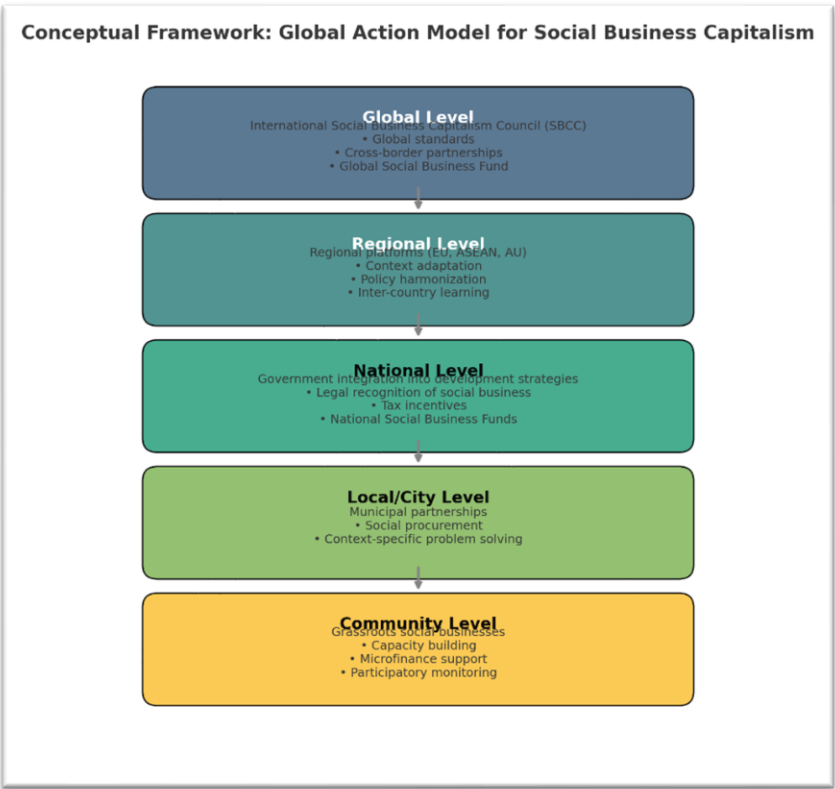 Conceptual Framework: Global Action Model for Social Business Capitalism
Global Level
International Social Business Capitalism Council (SBCC)
• Global standards
• Cross-border partnerships
• Global Social Business Fund
Regional Level
Regional platforms (EU, ASEAN, AU)
• Context adaptation
• Policy harmonization
• Inter-country learning
National Level
Government integration into development strategies
• Legal recognition of social business
• Tax incentives
• National Social Business Funds
Local/City Level
Municipal partnerships
• Social procurement
• Context-specific problem solving
Community Level
Grassroots social businesses
• Capacity building
• Microfinance support
• Participatory monitoring